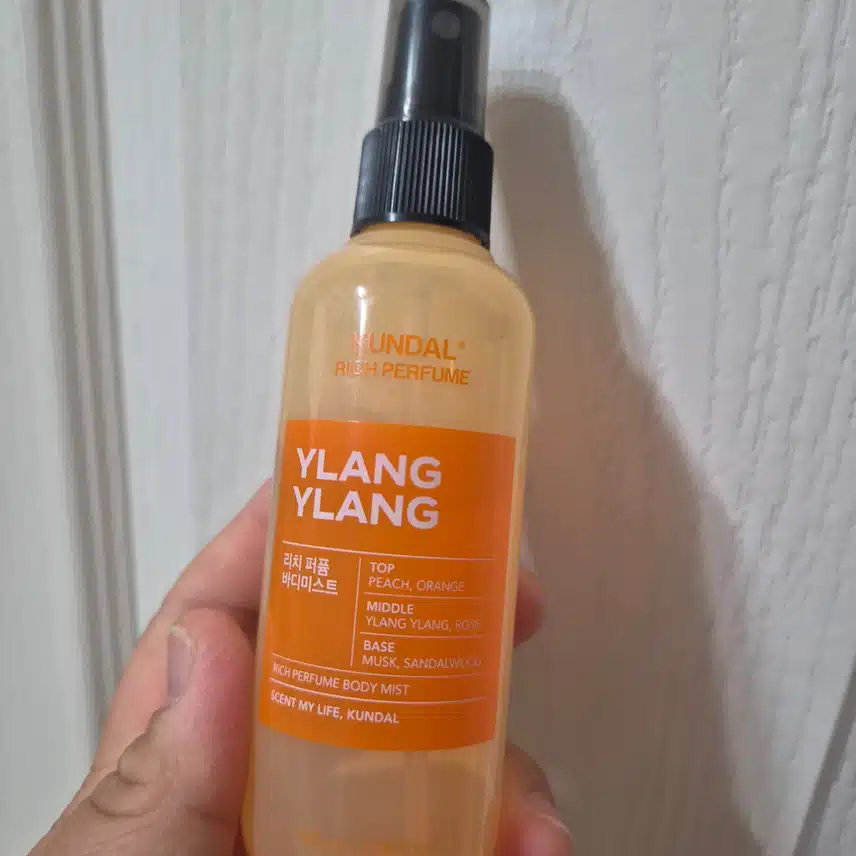 KUNDAL®
RICH PERFUME
YLANG
YLANG
리치 퍼퓸
바디미스트
TOP
PEACH, ORANGE
MIDDLE
YLANG YLANG, ROSE
BASE
MUSK, SANDALWOOD
RICH PERFUME BODY MIST
SCENT MY LIFE, KUNDAL